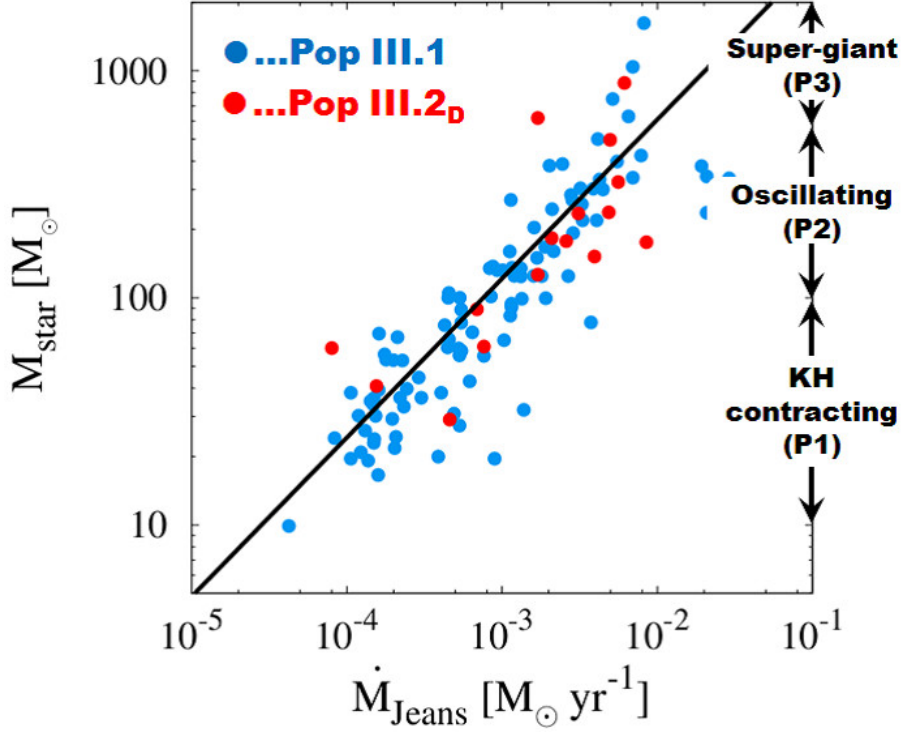 ...Pop III.1
...Pop III.2D
Super-giant
(P3)
Oscillating
(P2)
KH
contracting
(P1)
1000
100
10
Mstar [M☉]
10⁻⁵ 10⁻⁴ 10⁻³ 10⁻² 10⁻¹
ṀJeans [M☉ yr⁻¹]